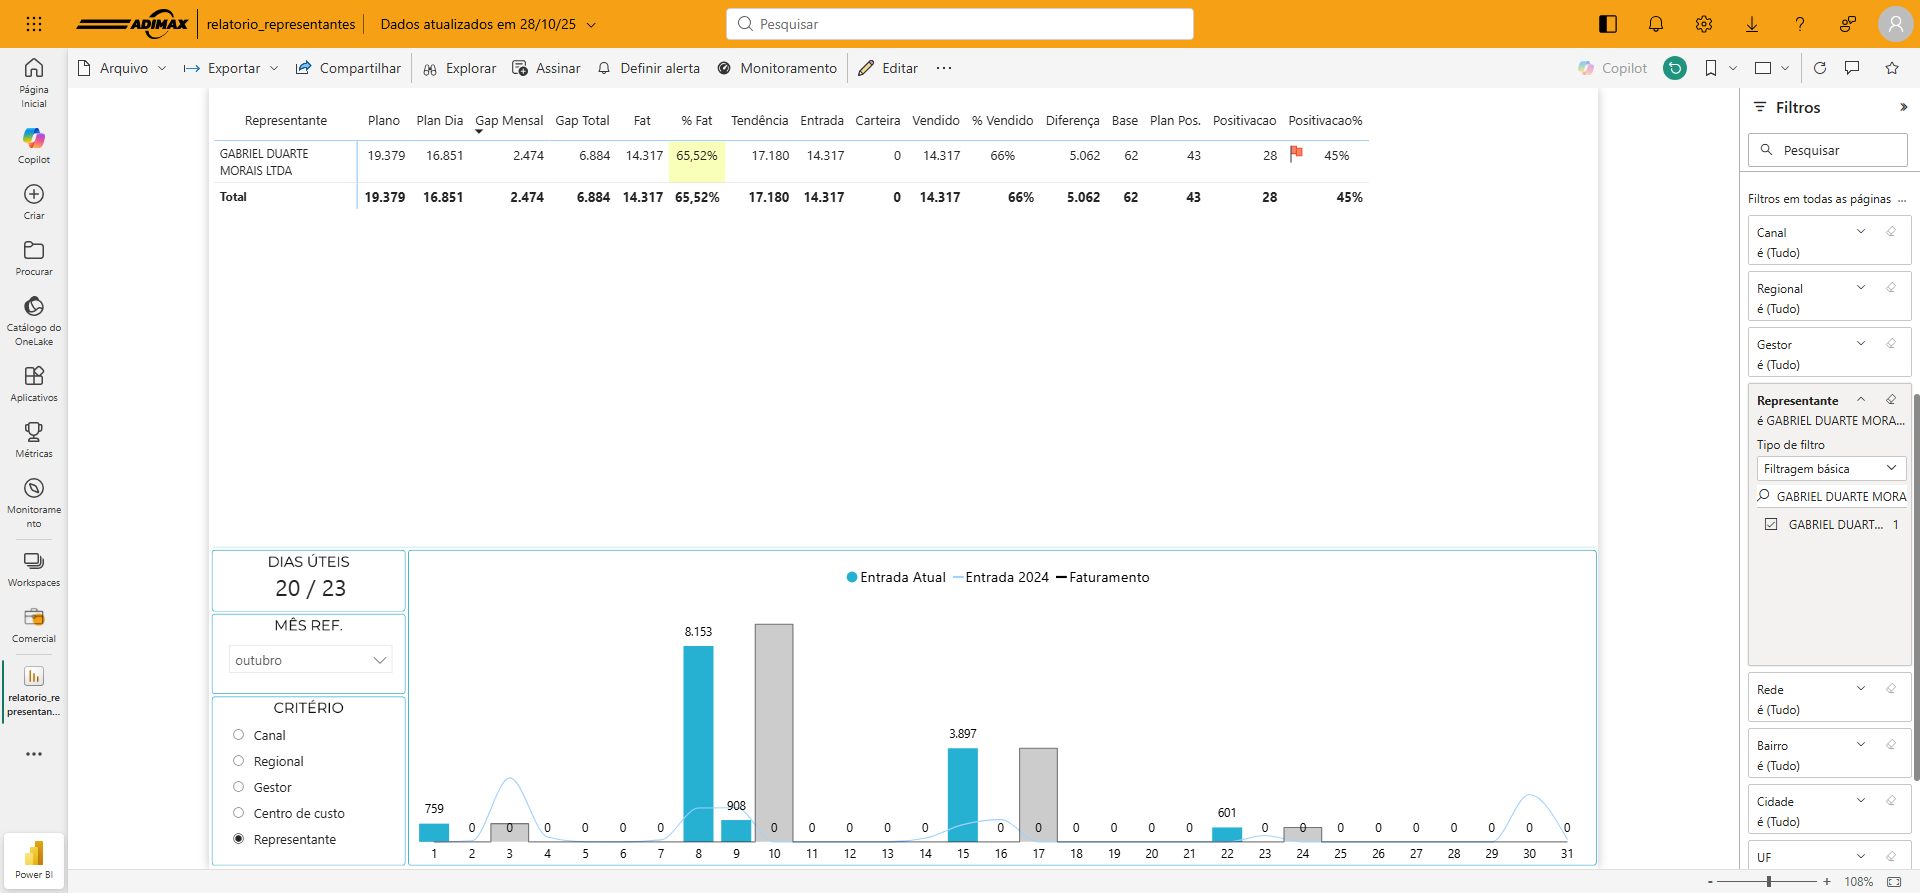 ADIMAX
relatorio_representantes
Dados atualizados em 28/10/25
Pesquisar
Arquivo
Exportar
Compartilhar
Explorar
Assinar
Definir alerta
Monitoramento
Editar
Copilot
Página Inicial
Copilot
Criar
Procurar
Catálogo do OneLake
Aplicativos
Métricas
Monitorame
nto
Workspaces
Comercial
relatorio_re
presentan...
Power BI
Representante Plano Plan Dia Gap Mensal Gap Total Fat % Fat Tendência Entrada Carteira Vendido % Vendido Diferença Base Plan Pos. Positivacao Positivacao%
GABRIEL DUARTE MORAIS LTDA 19.379 16.851 2.474 6.884 14.317 65,52% 17.180 14.317 0 14.317 66% 5.062 62 43 28 45%
Total 19.379 16.851 2.474 6.884 14.317 65,52% 17.180 14.317 0 14.317 66% 5.062 62 43 28 45%
DIAS ÚTEIS
20 / 23
MÊS REF.
outubro
CRITÉRIO
Canal
Regional
Gestor
Centro de custo
Representante
Entrada Atual Entrada 2024 Faturamento
759 0 0 0 0 0 0 8.153 908 0 0 0 0 0 3.897 0 0 0 0 0 0 601 0 0 0 0 0 0 0 0 0
1 2 3 4 5 6 7 8 9 10 11 12 13 14 15 16 17 18 19 20 21 22 23 24 25 26 27 28 29 30 31
Filtros
Pesquisar
Filtros em todas as páginas ...
Canal
é (Tudo)
Regional
é (Tudo)
Gestor
é (Tudo)
Representante
é GABRIEL DUARTE MORA...
Tipo de filtro
Filtragem básica
GABRIEL DUARTE MORA
GABRIEL DUART... 1
Rede
é (Tudo)
Bairro
é (Tudo)
Cidade
é (Tudo)
UF
- + 108%